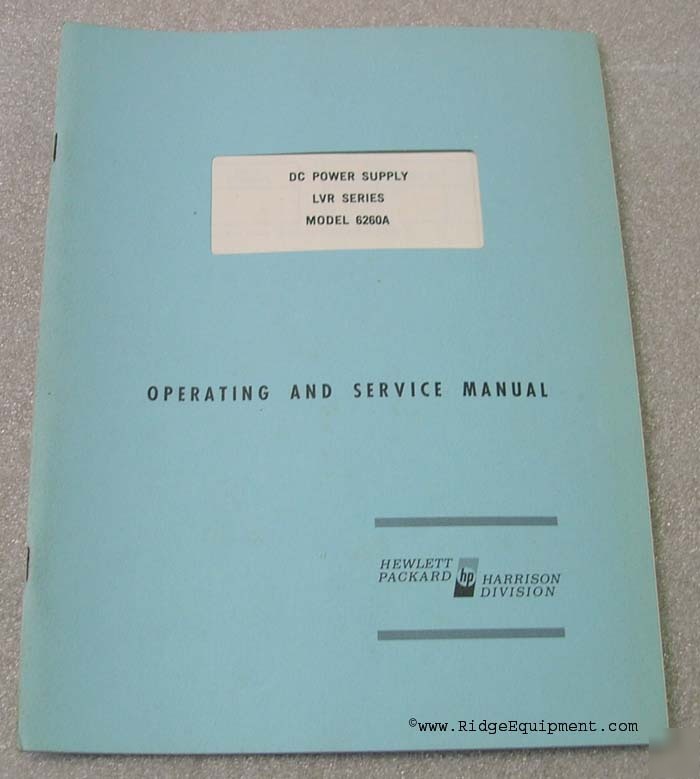 DC POWER SUPPLY
LVR SERIES
MODEL 6260A
OPERATING AND SERVICE MANUAL
HEWLETT
PACKARD
hp
HARRISON
DIVISION
©www.RidgeEquipment.com